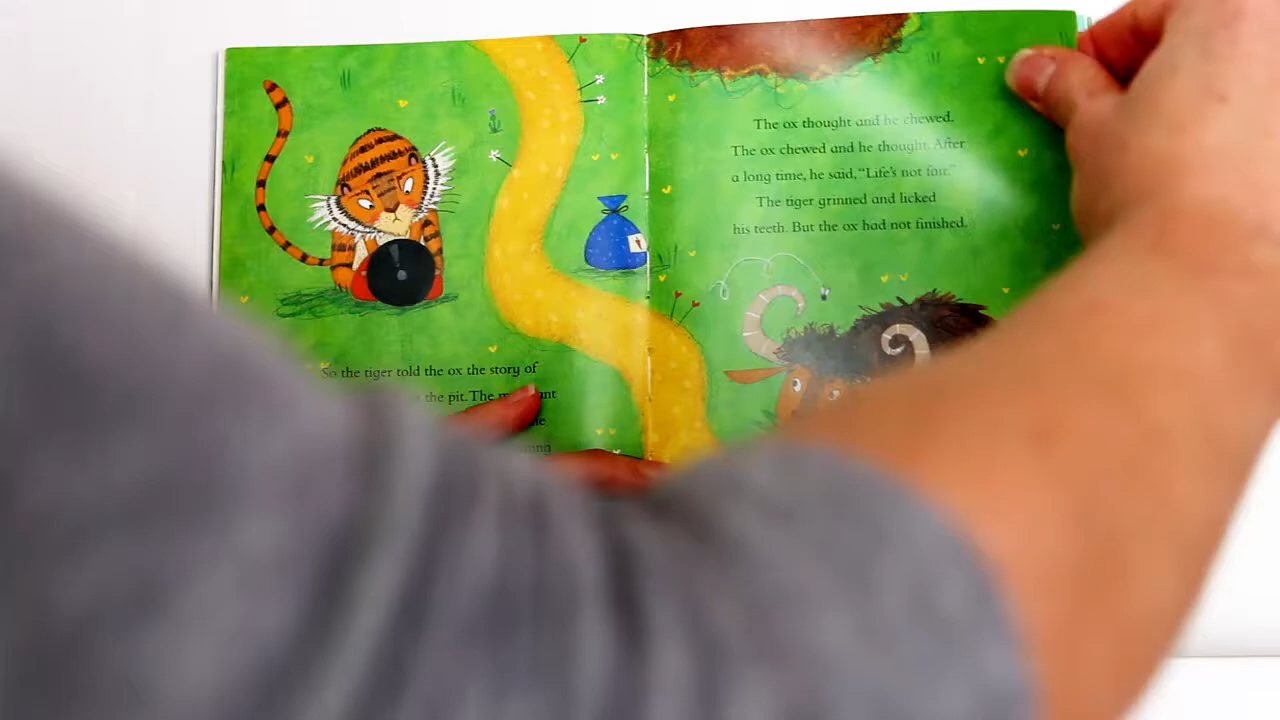 So the tiger told the ox the story of
the pit. The
The ox thought and he chewed.
The ox chewed and he thought. After
a long time, he said, “Life's not fair.”
The tiger grinned and licked
his teeth. But the ox had not finished.